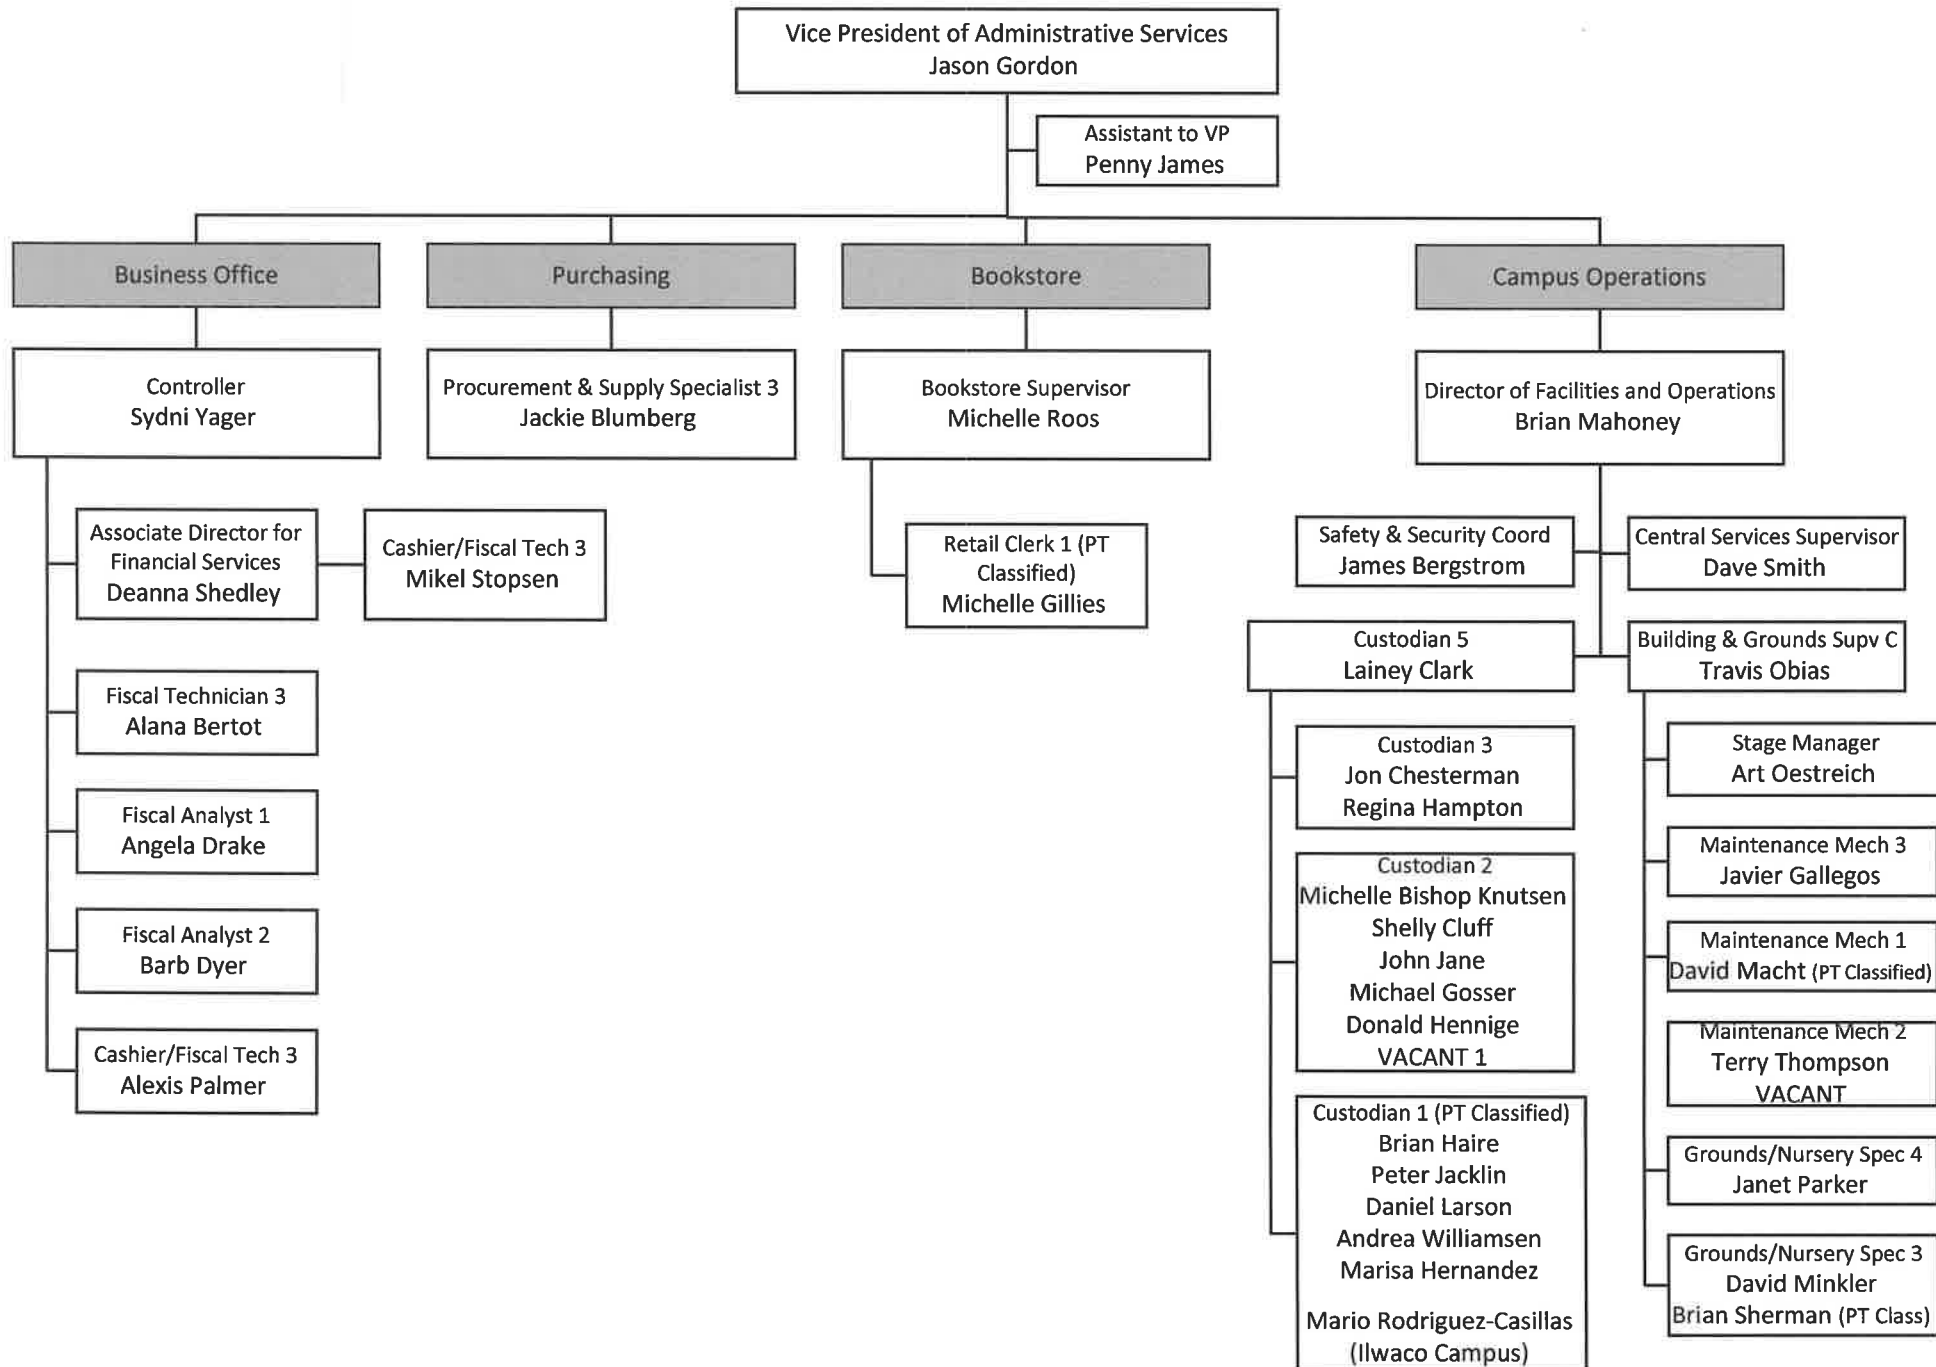 Vice President of Administrative Services
Jason Gordon
Assistant to VP
Penny James
Business Office
Purchasing
Bookstore
Campus Operations
Controller
Sydni Yager
Procurement & Supply Specialist 3
Jackie Blumberg
Bookstore Supervisor
Michelle Roos
Director of Facilities and Operations
Brian Mahoney
Associate Director for
Financial Services
Deanna Shedley
Cashier/Fiscal Tech 3
Mikel Stopsen
Fiscal Technician 3
Alana Bertot
Fiscal Analyst 1
Angela Drake
Fiscal Analyst 2
Barb Dyer
Cashier/Fiscal Tech 3
Alexis Palmer
Retail Clerk 1 (PT
Classified)
Michelle Gillies
Safety & Security Coord
James Bergstrom
Central Services Supervisor
Dave Smith
Custodian 5
Lainey Clark
Building & Grounds Supv C
Travis Obias
Custodian 3
Jon Chesterman
Regina Hampton
Custodian 2
Michelle Bishop Knutsen
Shelly Cluff
John Jane
Michael Gosser
Donald Hennige
VACANT 1
Custodian 1 (PT Classified)
Brian Haire
Peter Jacklin
Daniel Larson
Andrea Williamsen
Marisa Hernandez
Mario Rodriguez-Casillas
(Ilwaco Campus)
Stage Manager
Art Oestreich
Maintenance Mech 3
Javier Gallegos
Maintenance Mech 1
David Macht (PT Classified)
Maintenance Mech 2
Terry Thompson
VACANT
Grounds/Nursery Spec 4
Janet Parker
Grounds/Nursery Spec 3
David Minkler
Brian Sherman (PT Class)